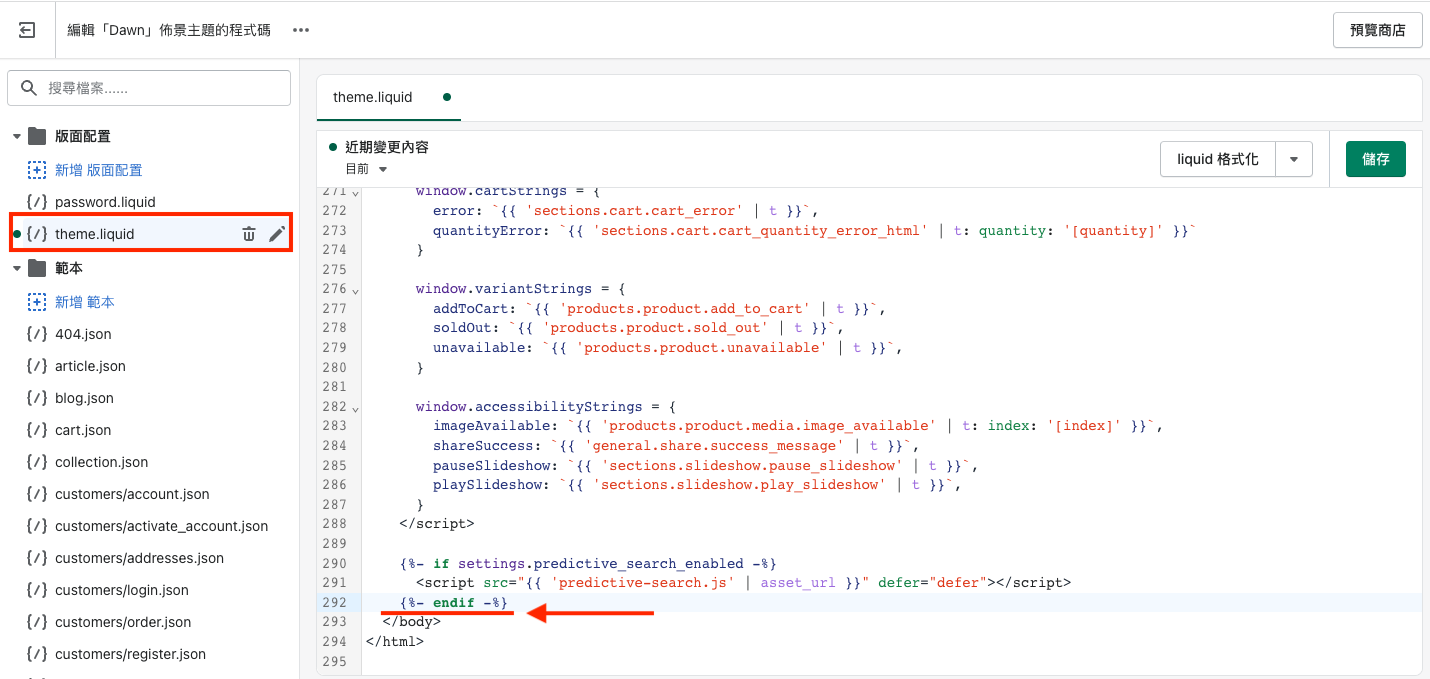 編輯「Dawn」佈景主題的程式碼
預覽商店
搜尋檔案......
版面配置
新增 版面配置
{/} password.liquid
{/} theme.liquid
範本
新增 範本
{/} 404.json
{/} article.json
{/} blog.json
{/} cart.json
{/} collection.json
{/} customers/account.json
{/} customers/activate_account.json
{/} customers/addresses.json
{/} customers/login.json
{/} customers/order.json
{/} customers/register.json
theme.liquid
近期變更內容
目前
liquid 格式化
儲存
271 window.cartStrings = {
272 error: `{{ 'sections.cart.cart_error' | t }}`,
273 quantityError: `{{ 'sections.cart.cart_quantity_error_html' | t: quantity: '[quantity]' }}`
274 }
275
276 window.variantStrings = {
277 addToCart: `{{ 'products.product.add_to_cart' | t }}`,
278 soldOut: `{{ 'products.product.sold_out' | t }}`,
279 unavailable: `{{ 'products.product.unavailable' | t }}`,
280 }
281
282 window.accessibilityStrings = {
283 imageAvailable: `{{ 'products.product.media.image_available' | t: index: '[index]' }}`,
284 shareSuccess: `{{ 'general.share.success_message' | t }}`,
285 pauseSlideshow: `{{ 'sections.slideshow.pause_slideshow' | t }}`,
286 playSlideshow: `{{ 'sections.slideshow.play_slideshow' | t }}`,
287 }
288 </script>
289
290 {%- if settings.predictive_search_enabled -%}
291 <script src="{{ 'predictive-search.js' | asset_url }}" defer="defer"></script>
292 {%- endif -%}
293 </body>
294 </html>
295